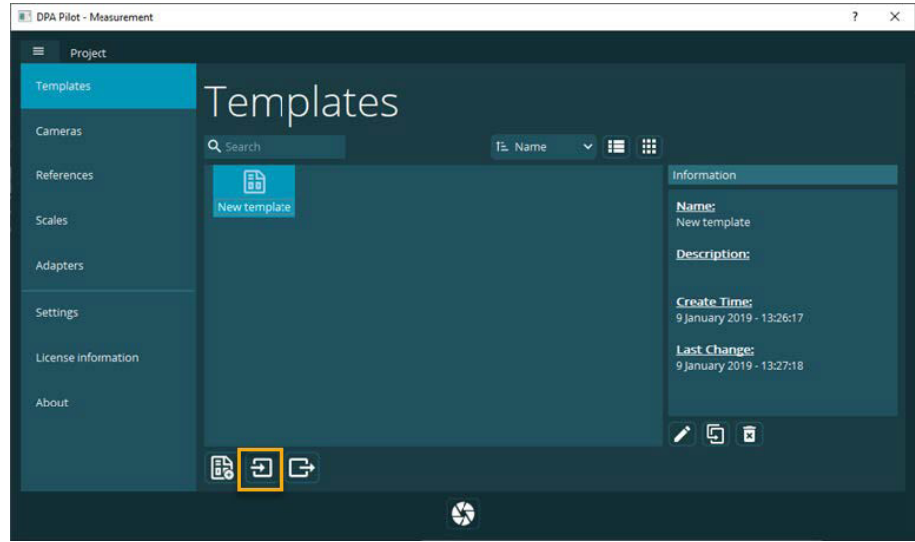 DPA Pilot - Measurement
Project
Templates
Cameras
References
Scales
Adapters
Settings
License information
About
Templates
Search
Name
New template
Information
Name:
New template
Description:
Create Time:
9 January 2019 - 13:26:17
Last Change:
9 January 2019 - 13:27:18